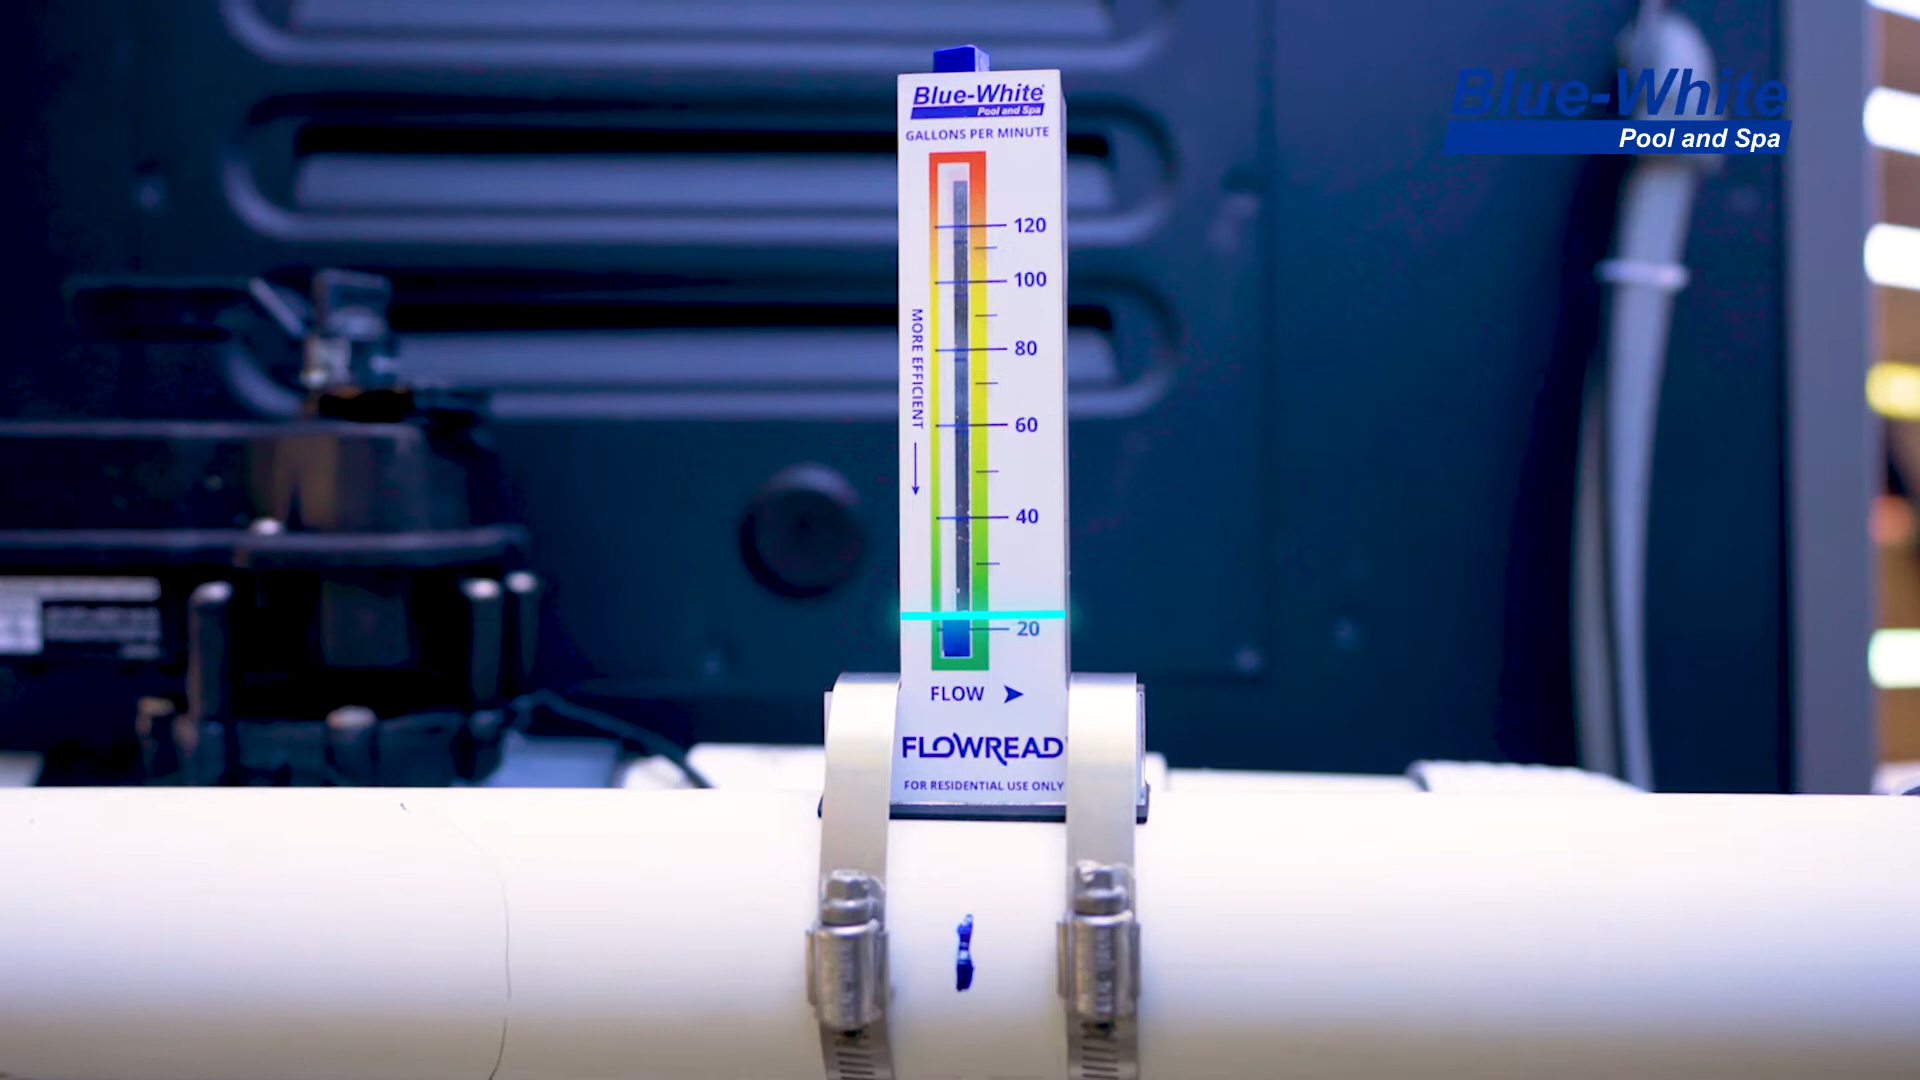 Blue-White
Pool and Spa
GALLONS PER MINUTE
120
100
80
60
40
20
MORE EFFICIENT
FLOW
FLOWREAD
FOR RESIDENTIAL USE ONLY
Blue-White
Pool and Spa